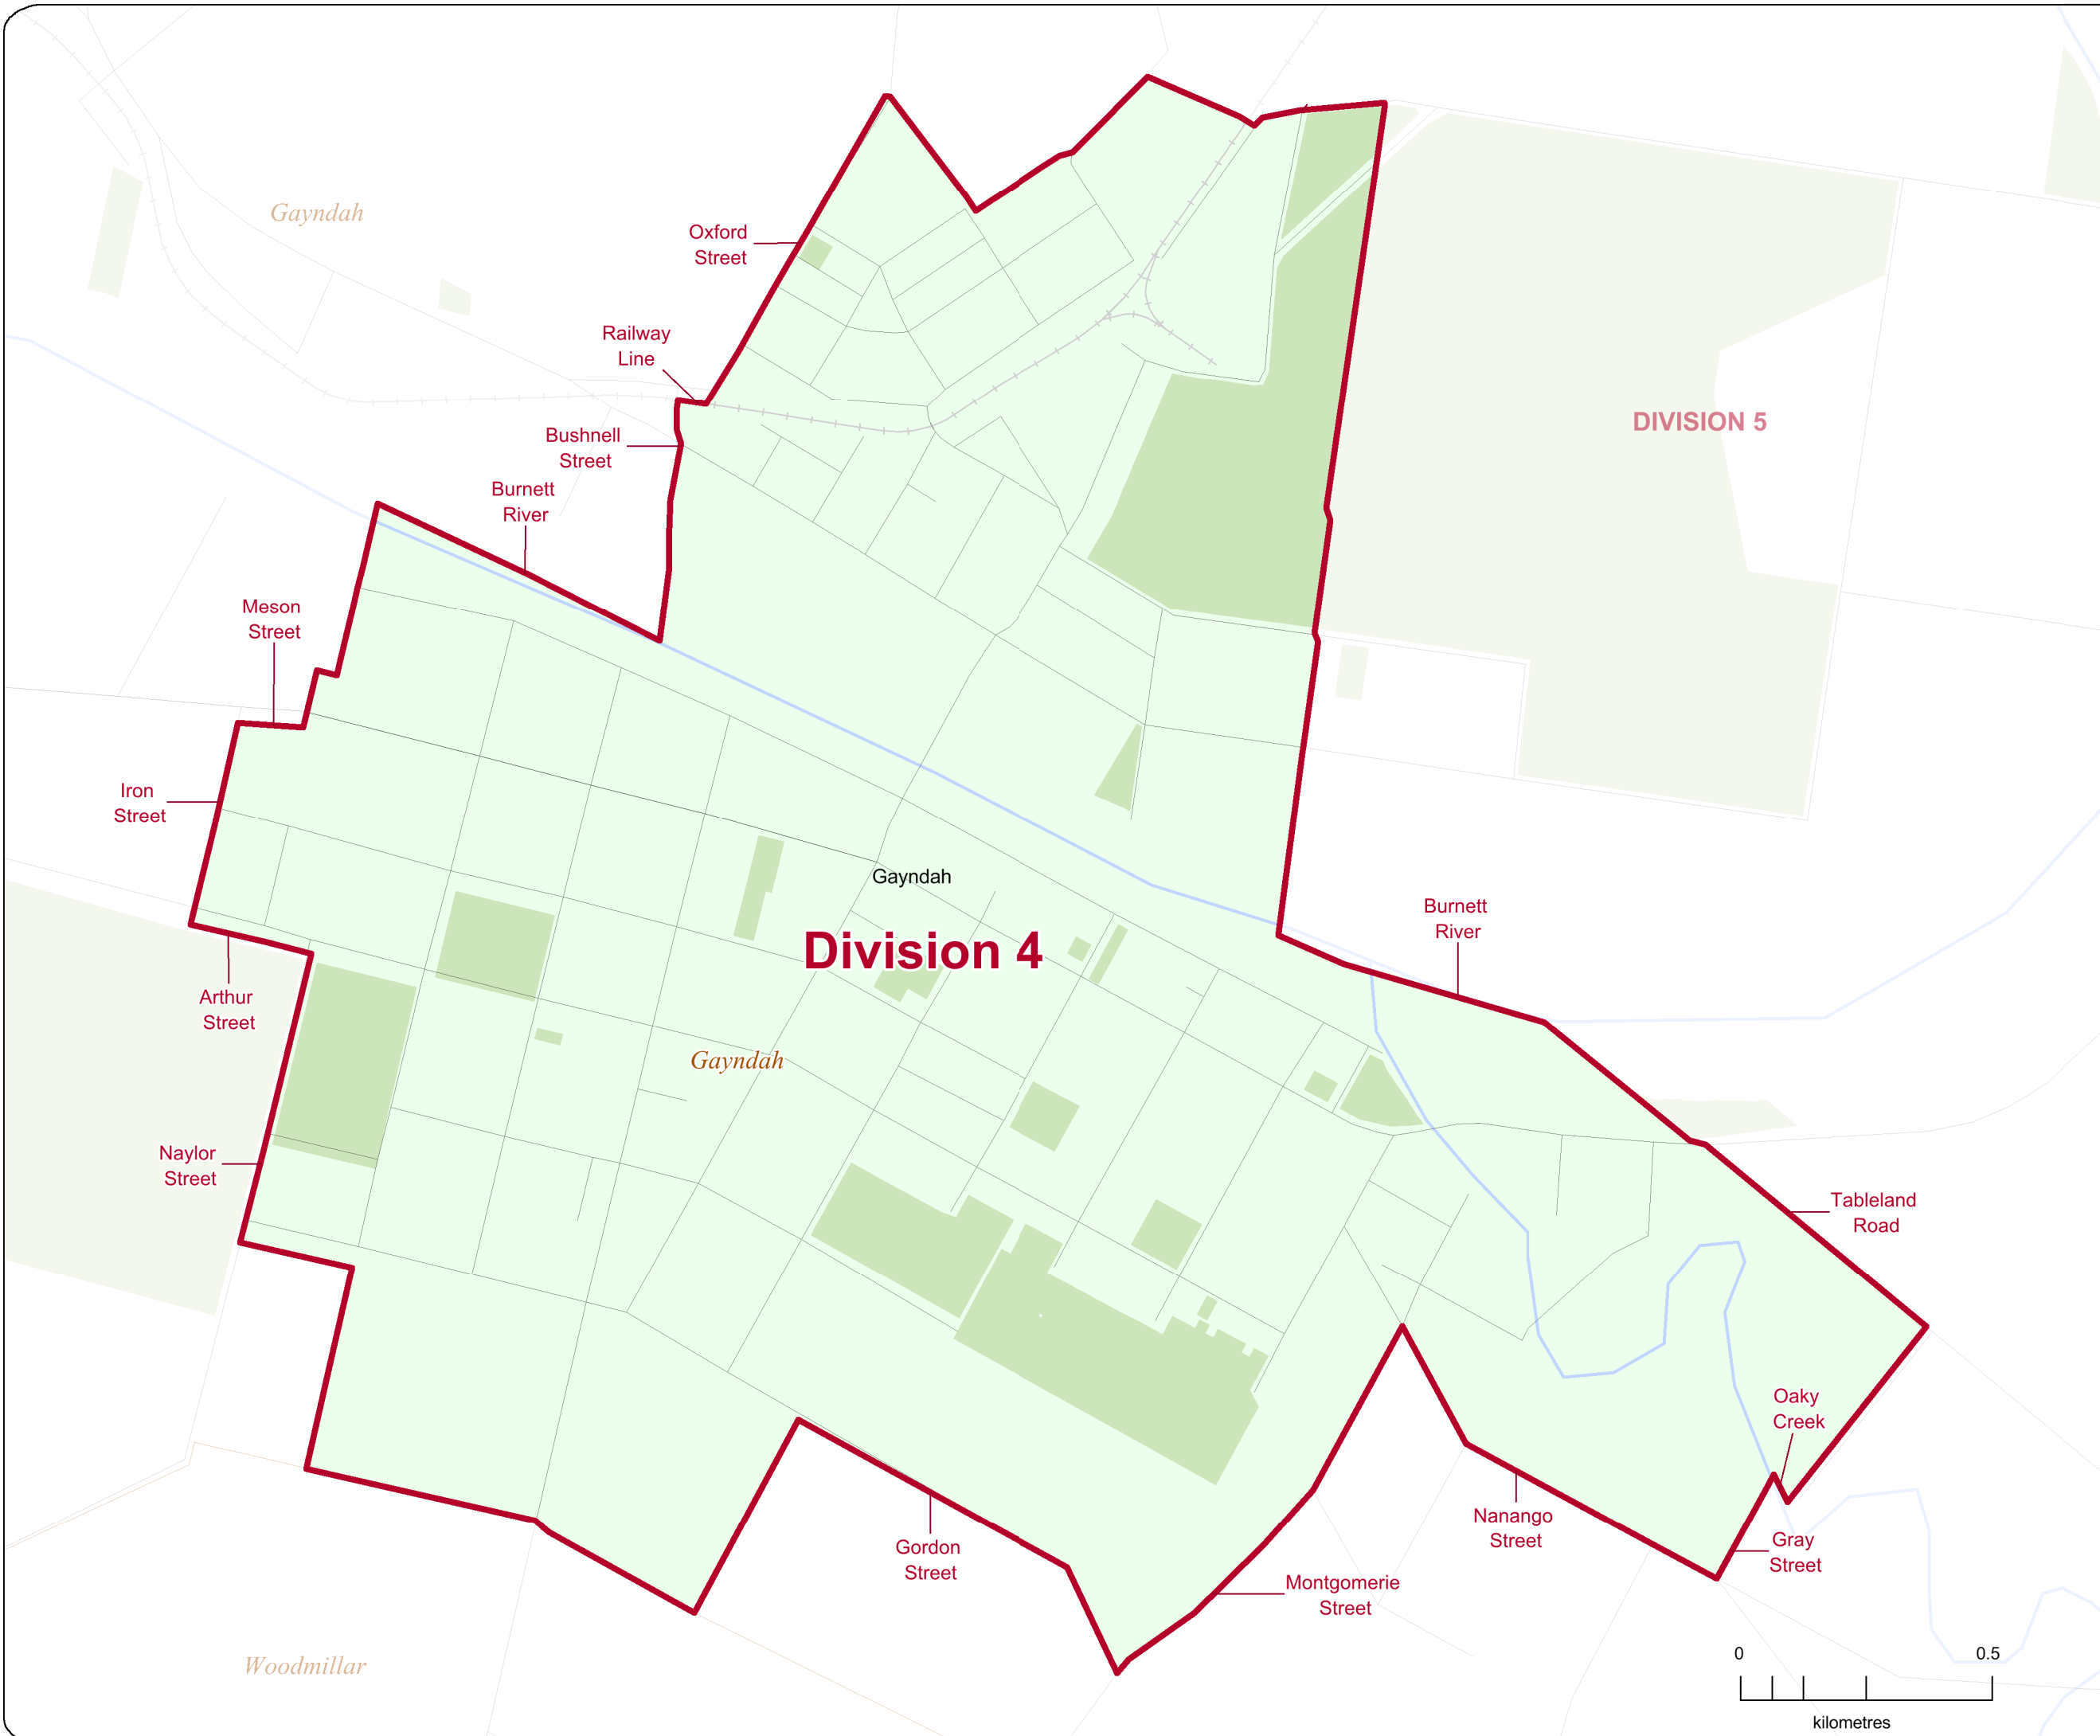 Gayndah
Oxford
Street
Railway
Line
DIVISION 5
Bushnell
Street
Burnett
River
Meson
Street
Iron
Street
Gayndah
Burnett
River
Division 4
Arthur
Street
Gayndah
Naylor
Street
Tableland
Road
Oaky
Creek
Nanango
Street
Gray
Street
Gordon
Street
Montgomerie
Street
Woodmillar
0 0.5
kilometres